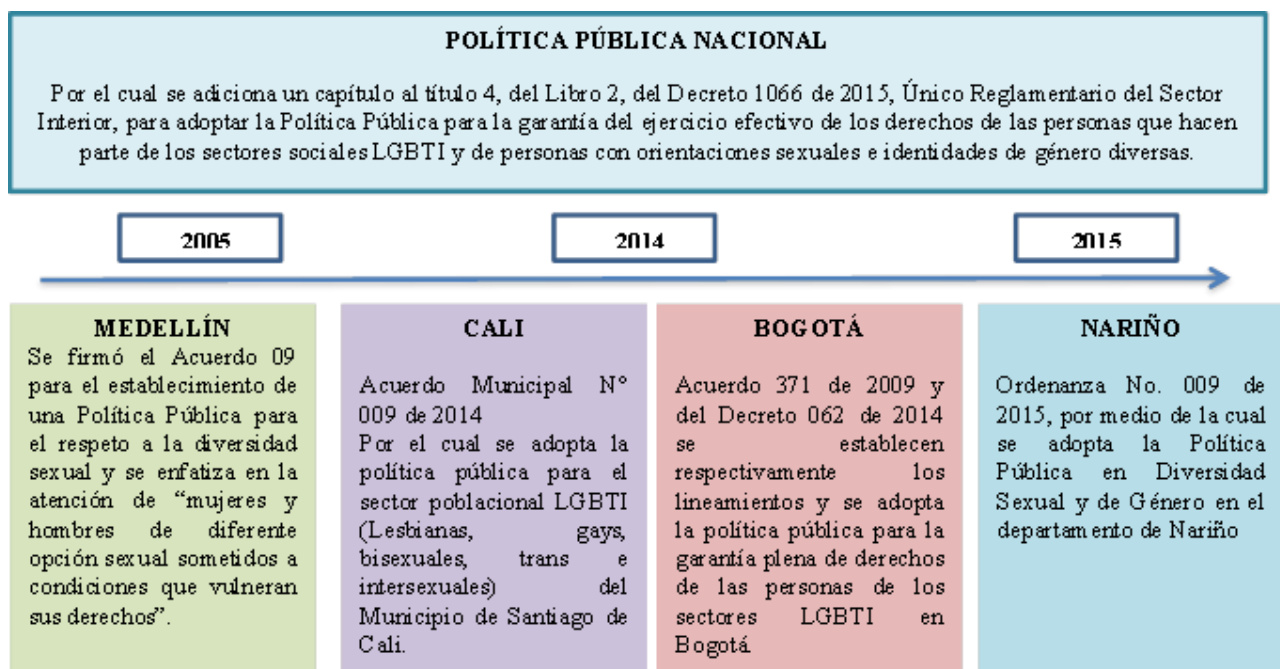 POLÍTICA PÚBLICA NACIONAL
Por el cual se adiciona un capítulo al título 4, del Libro 2, del Decreto 1066 de 2015, Único Reglamentario del Sector
Interior, para adoptar la Política Pública para la garantía del ejercicio efectivo de los derechos de las personas que hacen
parte de los sectores sociales LGBTI y de personas con orientaciones sexuales e identidades de género diversas.
2005
2014
2015
MEDELLÍN
Se firmó el Acuerdo 09
para el establecimiento de
una Política Pública para
el respeto a la diversidad
sexual y se enfatiza en la
atención de “mujeres y
hombres de diferente
opción sexual sometidos a
condiciones que vulneran
sus derechos”.
CALI
Acuerdo Municipal N°
009 de 2014
Por el cual se adopta la
política pública para el
sector poblacional LGBTI
(Lesbianas, gays,
bisexuales, trans e
intersexuales) del
Municipio de Santiago de
Cali.
BOGOTÁ
Acuerdo 371 de 2009 y
del Decreto 062 de 2014
se establecen
respectivamente los
lineamientos y se adopta
la política pública para la
garantía plena de derechos
de las personas de los
sectores LGBTI en
Bogotá
NARIÑO
Ordenanza No. 009 de
2015, por medio de la cual
se adopta la Política
Pública en Diversidad
Sexual y de Género en el
departamento de Nariño